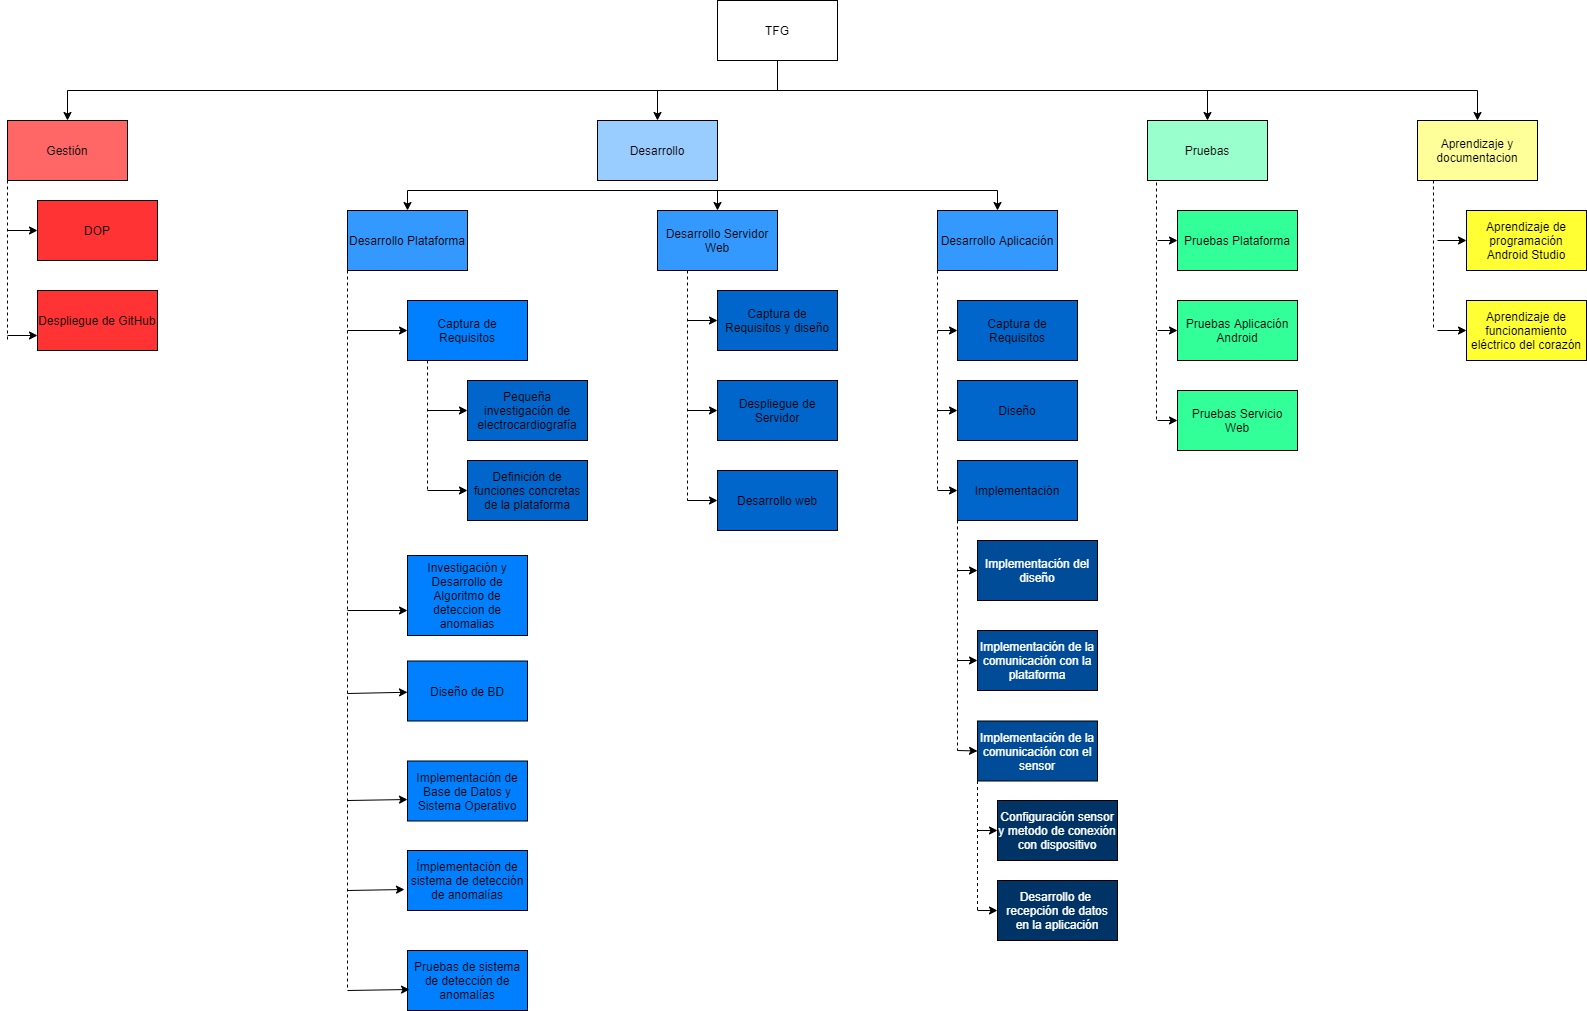 TFG
Gestión
DOP
Despliegue de GitHub
Desarrollo
Desarrollo Plataforma
Captura de
Requisitos
Pequeña
investigación de
electrocardiografía
Definición de
funciones concretas
de la plataforma
Investigación y
Desarrollo de
Algoritmo de
deteccion de
anomalias
Diseño de BD
Implementación de
Base de Datos y
Sistema Operativo
Ímplementación de
sistema de detección
de anomalías
Pruebas de sistema
de detección de
anomalías
Desarrollo Servidor
Web
Captura de
Requisitos y diseño
Despliegue de
Servidor
Desarrollo web
Desarrollo Aplicación
Captura de
Requisitos
Diseño
Implementación
Implementación del
diseño
Implementación de la
comunicación con la
plataforma
Implementación de la
comunicación con el
sensor
Configuración sensor
y metodo de conexión
con dispositivo
Desarrollo de
recepción de datos
en la aplicación
Pruebas
Pruebas Plataforma
Pruebas Aplicación
Android
Pruebas Servicio
Web
Aprendizaje y
documentacion
Aprendizaje de
programación
Android Studio
Aprendizaje de
funcionamiento
eléctrico del corazón